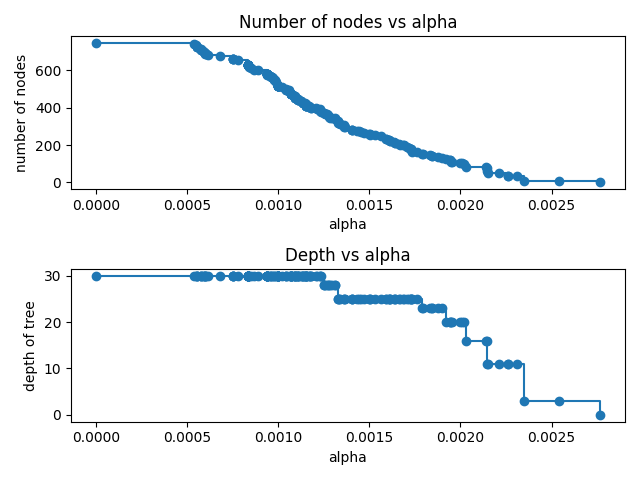 Number of nodes vs alpha
number of nodes
600
400
200
0
0.0000 0.0005 0.0010 0.0015 0.0020 0.0025
alpha
Depth vs alpha
depth of tree
30
20
10
0
0.0000 0.0005 0.0010 0.0015 0.0020 0.0025
alpha